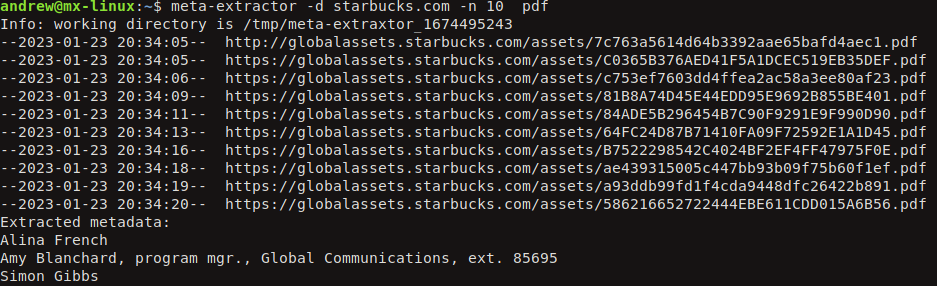 andrew@mx-linux:~$ meta-extractor -d starbucks.com -n 10  pdf
Info: working directory is /tmp/meta-extraxtor_1674495243
--2023-01-23 20:34:05--  http://globalassets.starbucks.com/assets/7c763a5614d64b3392aae65bafd4aec1.pdf
--2023-01-23 20:34:05--  https://globalassets.starbucks.com/assets/C0365B376AED41F5A1DCEC519EB35DEF.pdf
--2023-01-23 20:34:06--  https://globalassets.starbucks.com/assets/c753ef7603dd4ffea2ac58a3ee80af23.pdf
--2023-01-23 20:34:09--  https://globalassets.starbucks.com/assets/81B8A74D45E44EDD95E9692B855BE401.pdf
--2023-01-23 20:34:11--  https://globalassets.starbucks.com/assets/84ADE5B296454B7C90F9291E9F990D90.pdf
--2023-01-23 20:34:13--  https://globalassets.starbucks.com/assets/64FC24D87B71410FA09F72592E1A1D45.pdf
--2023-01-23 20:34:16--  https://globalassets.starbucks.com/assets/B7522298542C4024BF2EF4FF47975F0E.pdf
--2023-01-23 20:34:18--  https://globalassets.starbucks.com/assets/ae439315005c447bb93b09f75b60f1ef.pdf
--2023-01-23 20:34:19--  https://globalassets.starbucks.com/assets/a93ddb99fd1f4cda9448dfc26422b891.pdf
--2023-01-23 20:34:20--  https://globalassets.starbucks.com/assets/586216652722444EBE611CDD015A6B56.pdf
Extracted metadata:
Alina French
Amy Blanchard, program mgr., Global Communications, ext. 85695
Simon Gibbs